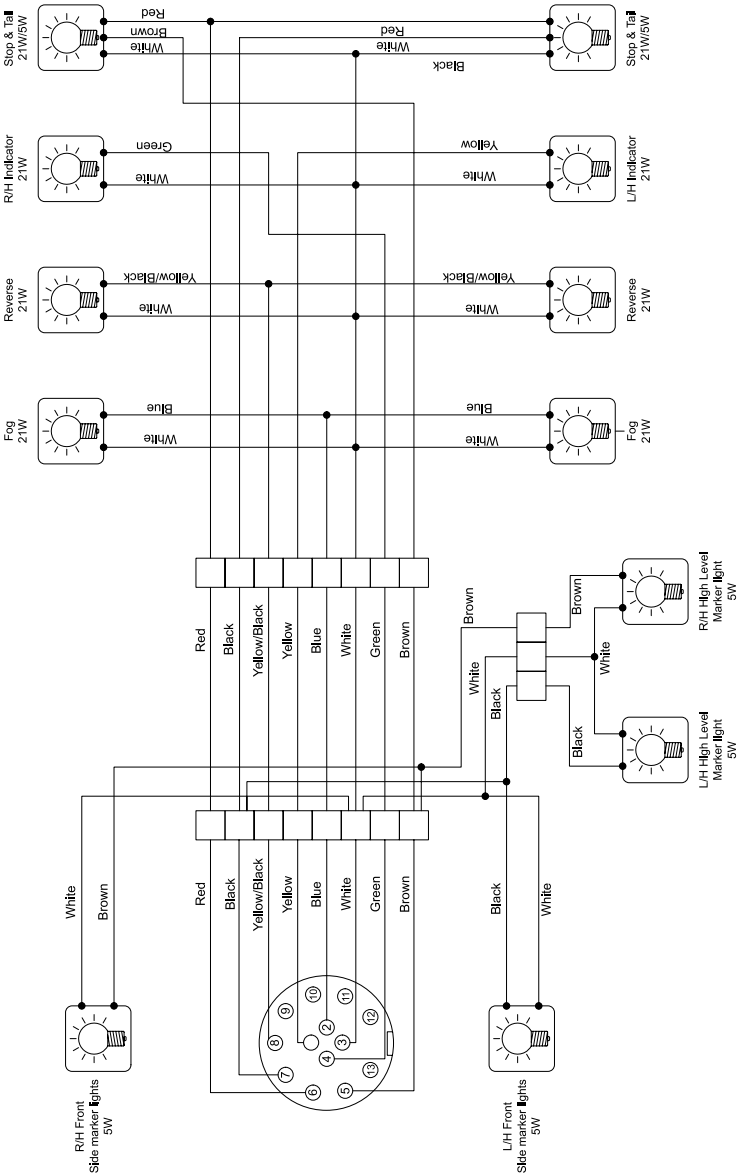 Stop & Tail
21W/5W
Red
Brown
White
Red
White
Black
Stop & Tail
21W/5W
R/H Indicator
21W
Green
White
Yellow
White
L/H Indicator
21W
Reverse
21W
Yellow/Black
White
Yellow/Black
White
Reverse
21W
Fog
21W
Blue
White
Blue
White
Fog
21W
Red
Black
Yellow/Black
Yellow
Blue
White
Green
Brown
Brown
White
Black
Brown
White
Black
R/H High Level
Marker light
5W
L/H High Level
Marker light
5W
White
Brown
Red
Black
Yellow/Black
Yellow
Blue
White
Green
Brown
Black
White
10
9
11
8
2
12
3
7
4
13
6
5
R/H Front
Side marker lights
5W
L/H Front
Side marker lights
5W